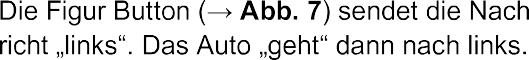 Die Figur Button (→ Abb. 7) sendet die Nach
richt „links“. Das Auto „geht“ dann nach links.